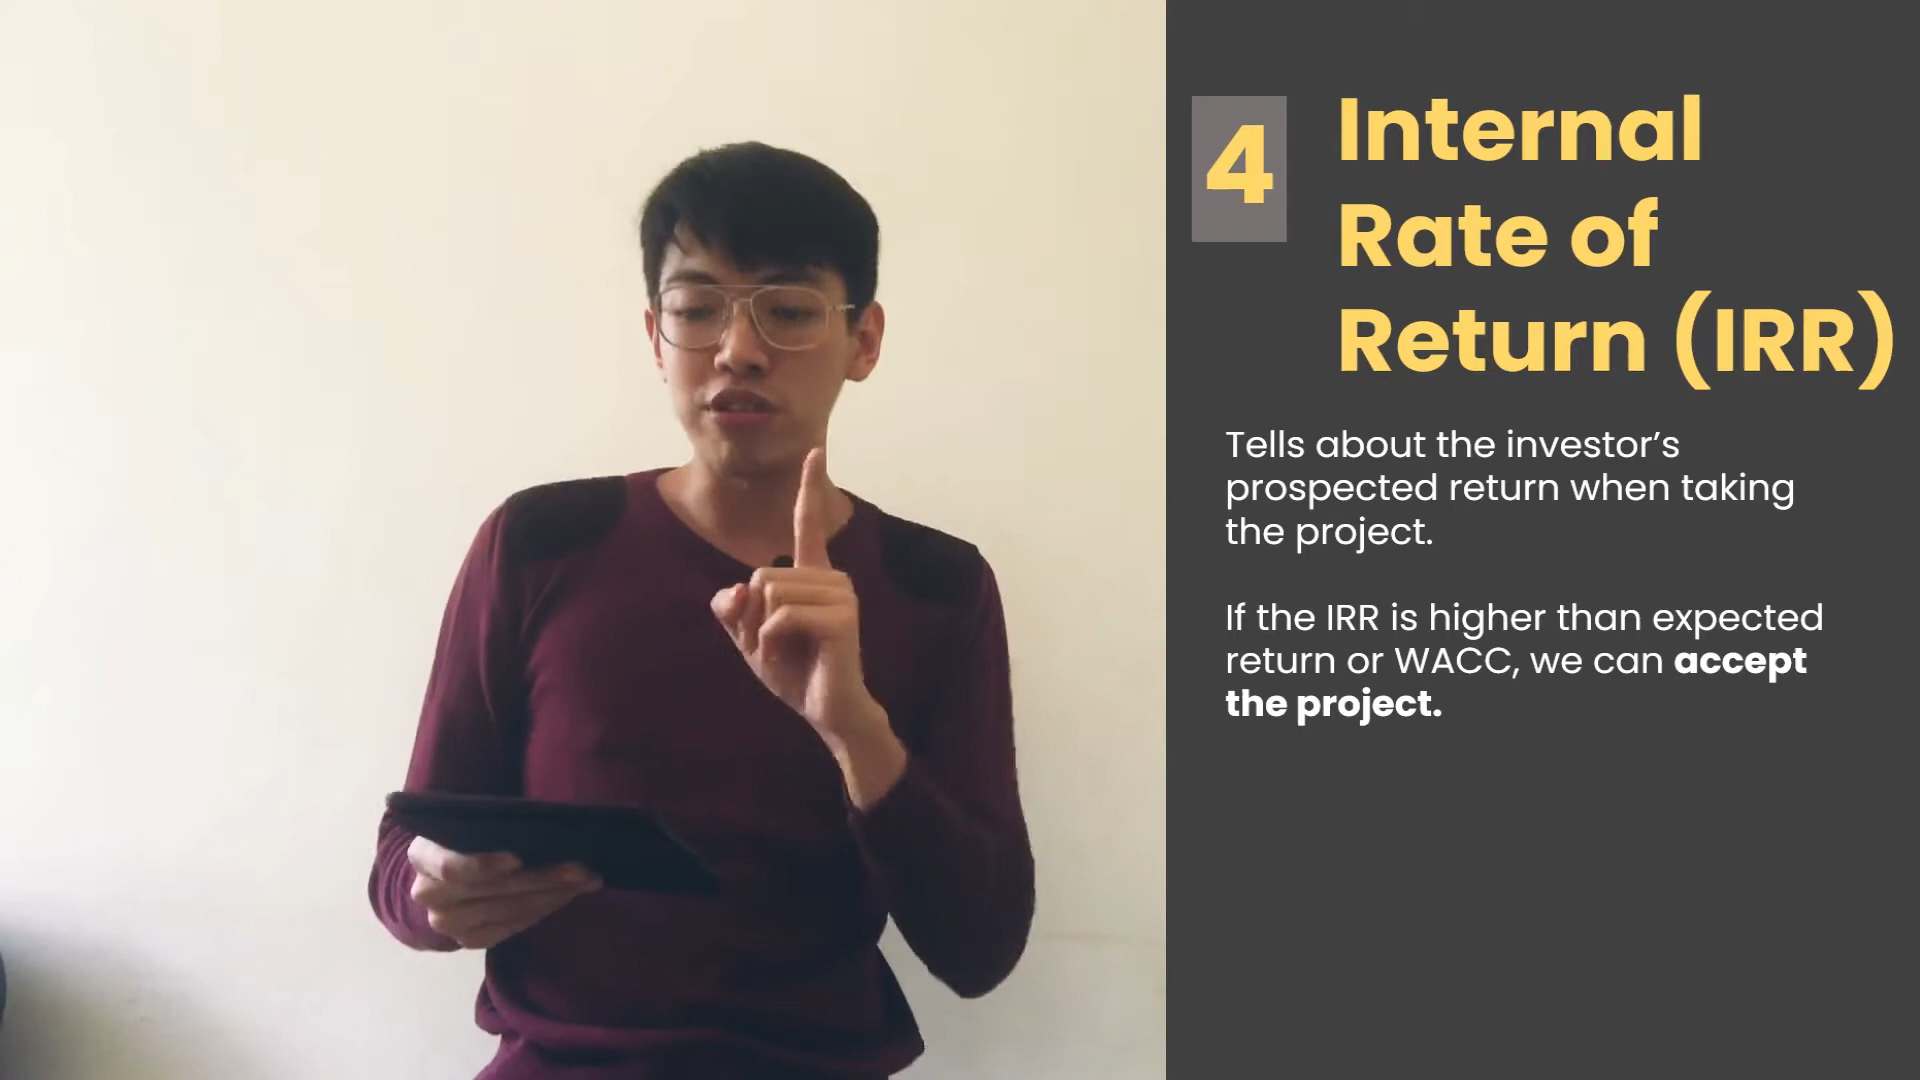 4
Internal
Rate of
Return (IRR)
Tells about the investor’s
prospected return when taking
the project.
If the IRR is higher than expected
return or WACC, we can accept
the project.